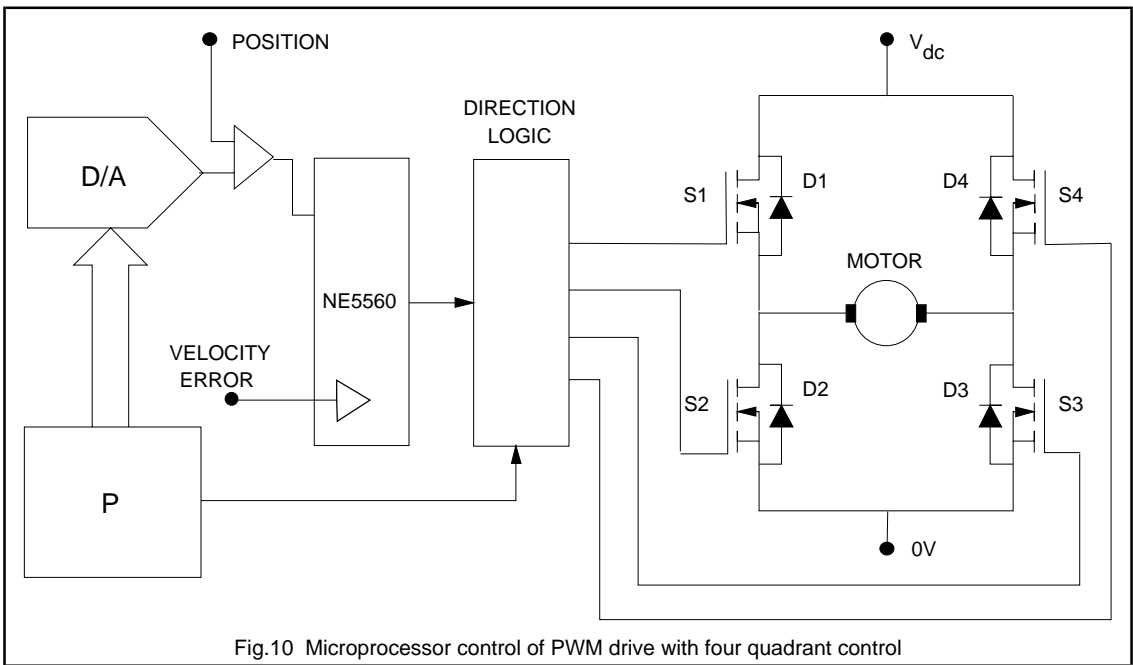 POSITION
V
dc
DIRECTION
LOGIC
D/A
S1
D1
D4
S4
MOTOR
NE5560
VELOCITY
ERROR
S2
D2
D3
S3
P
0V
Fig.10 Microprocessor control of PWM drive with four quadrant control